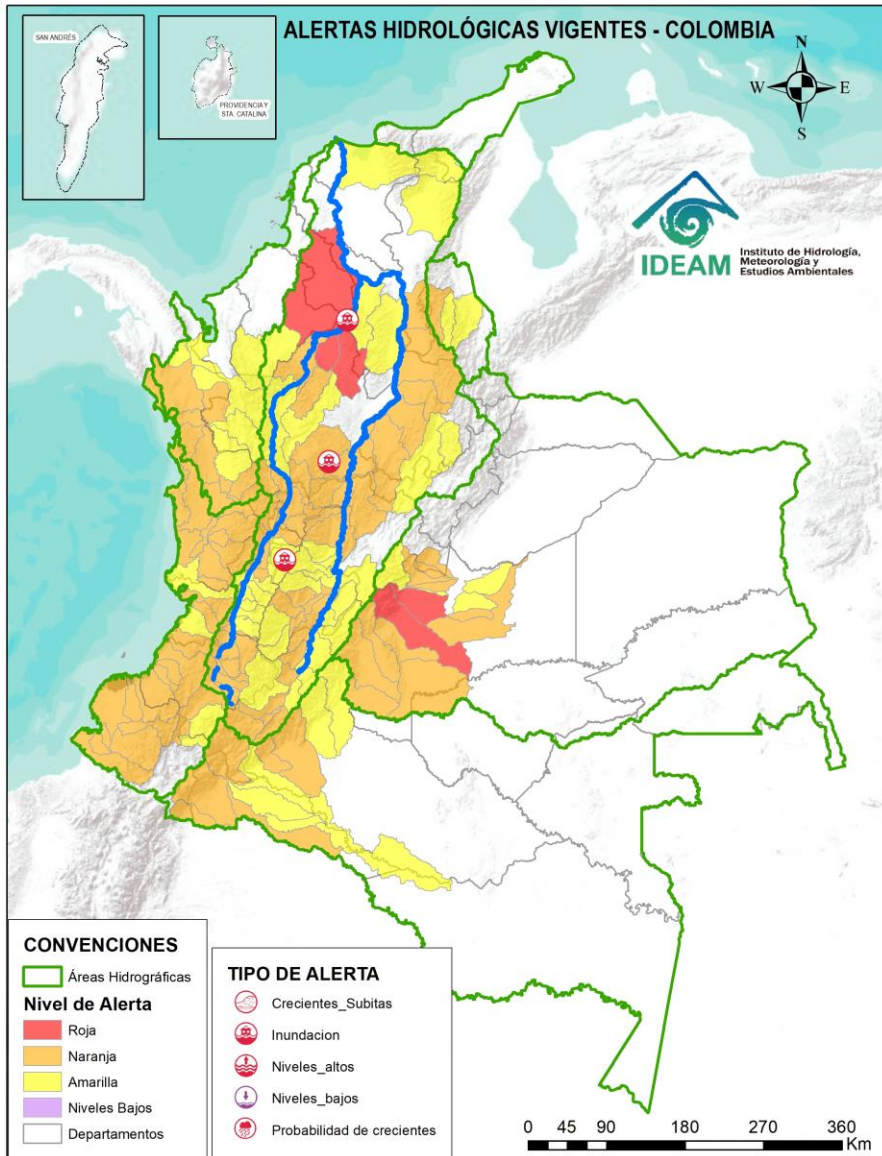 ALERTAS HIDROLÓGICAS VIGENTES - COLOMBIA
SAN ANDRÉS
PROVIDENCIA Y
STA. CATALINA
N
W
E
S
IDEAM
Instituto de Hidrología,
Meteorología y
Estudios Ambientales
CONVENCIONES
Áreas Hidrográficas
Nivel de Alerta
Roja
Naranja
Amarilla
Niveles Bajos
Departamentos
TIPO DE ALERTA
Crecientes_Subitas
Inundacion
Niveles_altos
Niveles_bajos
Probabilidad de crecientes
0 45 90 180 270 360
Km